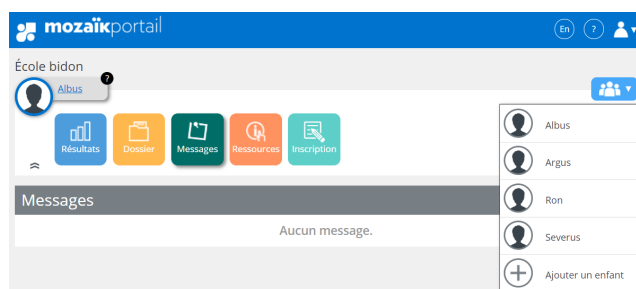 mozaïkportail
En ?
École bidon
Albus ?
Résultats Dossier Messages Ressources Inscription
Messages
Aucun message.
Albus
Argus
Ron
Severus
Ajouter un enfant